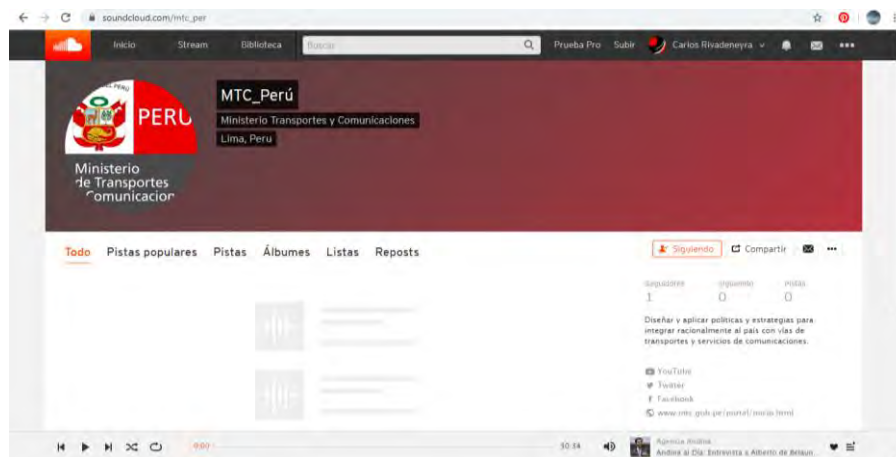 soundcloud.com/mtc_per
Inicio Stream Biblioteca Buscar Prueba Pro Subir Carlos Rivadeneyra
PERÚ
Ministerio
de Transportes
Comunicacion
MTC_Perú
Ministerio Transportes y Comunicaciones
Lima, Peru
Todo Pistas populares Pistas Álbumes Listas Reposts
Siguiendo Compartir
Seguidores Siguiendo Pistas
1 0 0
Diseñar y aplicar políticas y estrategias para
integrar racionalmente al país con vías de
transportes y servicios de comunicaciones.
YouTube
Twitter
Facebook
www.mtc.gob.pe/portal/inicio.html
0:00 30:14 Agencia Andina
Andina al Día: Entrevista a Alberto de Belaun...